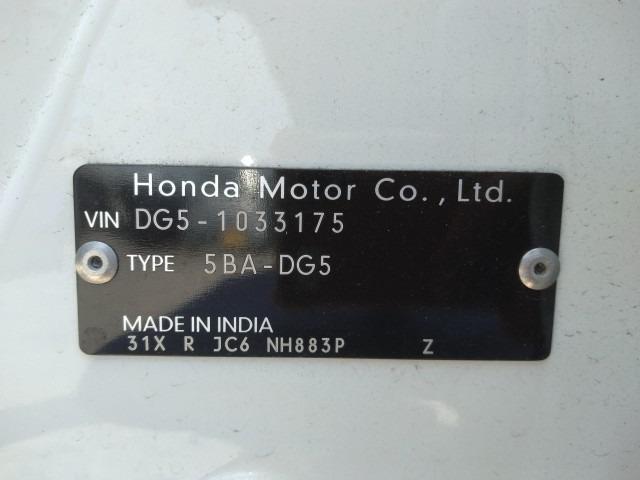 Honda Motor Co., Ltd.
VIN DG5-1033175
TYPE 5BA-DG5
MADE IN INDIA
31X R JC6 NH883P Z